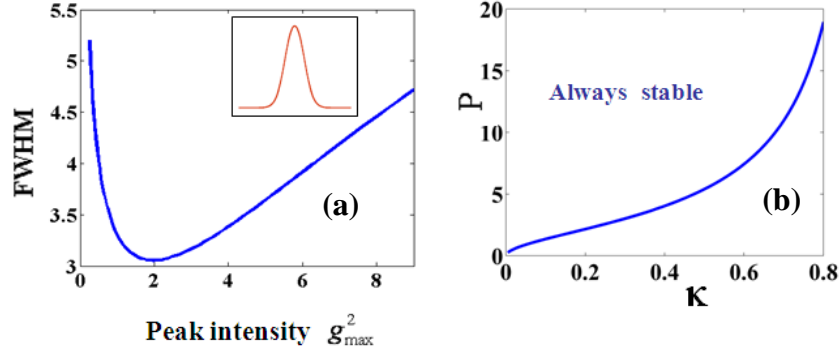 5.5
5
4.5
4
3.5
3
FWHM
0 2 4 6 8
(a)
Peak intensity g²max
20
15
10
5
0
P
Always stable
(b)
0 0.2 0.4 0.6 0.8
κ